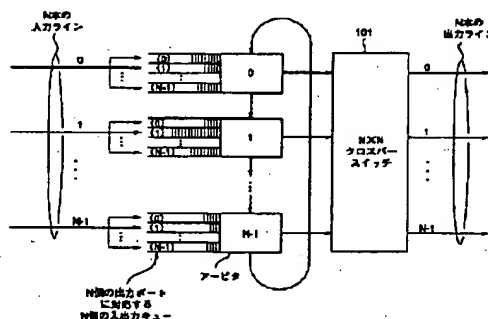 N本の
入力ライン
0
1
N-1
(0)
(1)
(N-1)
0
(0)
(1)
(N-1)
1
(0)
(1)
(N-1)
N-1
101
N×N
クロスバー
スイッチ
N本の
出力ライン
0
1
N-1
N個の出力ポート
に対応する
N個の入出力キュー
アービタ